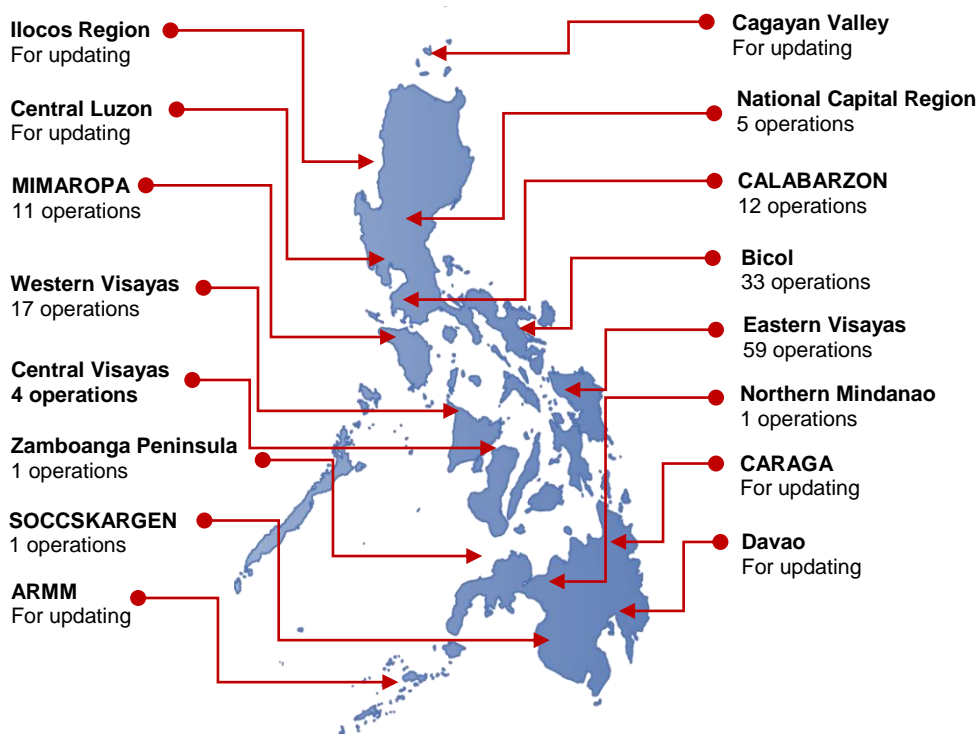 Ilocos Region
For updating
Central Luzon
For updating
MIMAROPA
11 operations
Western Visayas
17 operations
Central Visayas
4 operations
Zamboanga Peninsula
1 operations
SOCCSKARGEN
1 operations
ARMM
For updating
Cagayan Valley
For updating
National Capital Region
5 operations
CALABARZON
12 operations
Bicol
33 operations
Eastern Visayas
59 operations
Northern Mindanao
1 operations
CARAGA
For updating
Davao
For updating